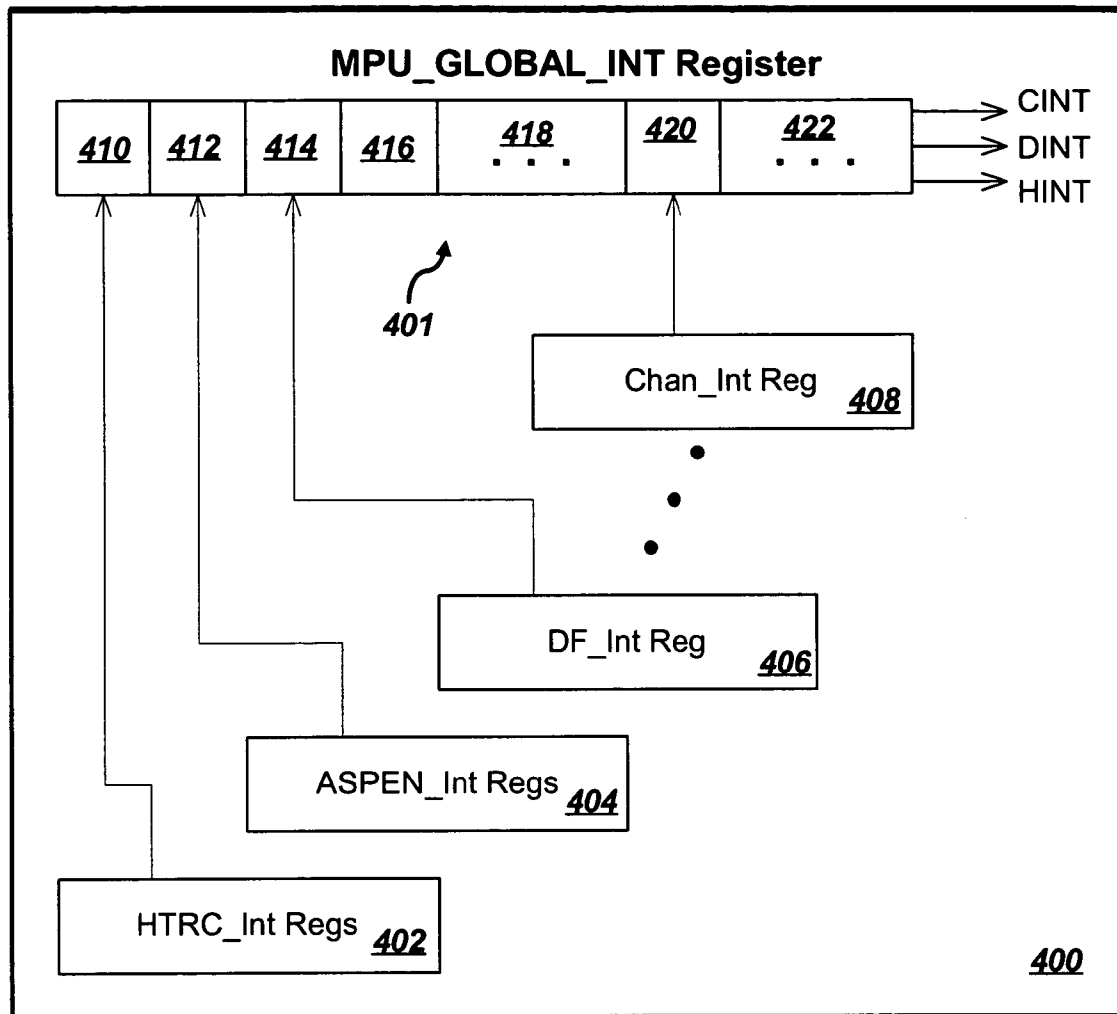 MPU_GLOBAL_INT Register
410 412 414 416 418 . . . 420 422 . . .
CINT
DINT
HINT
401
Chan_Int Reg 408
DF_Int Reg 406
ASPEN_Int Regs 404
HTRC_Int Regs 402
400